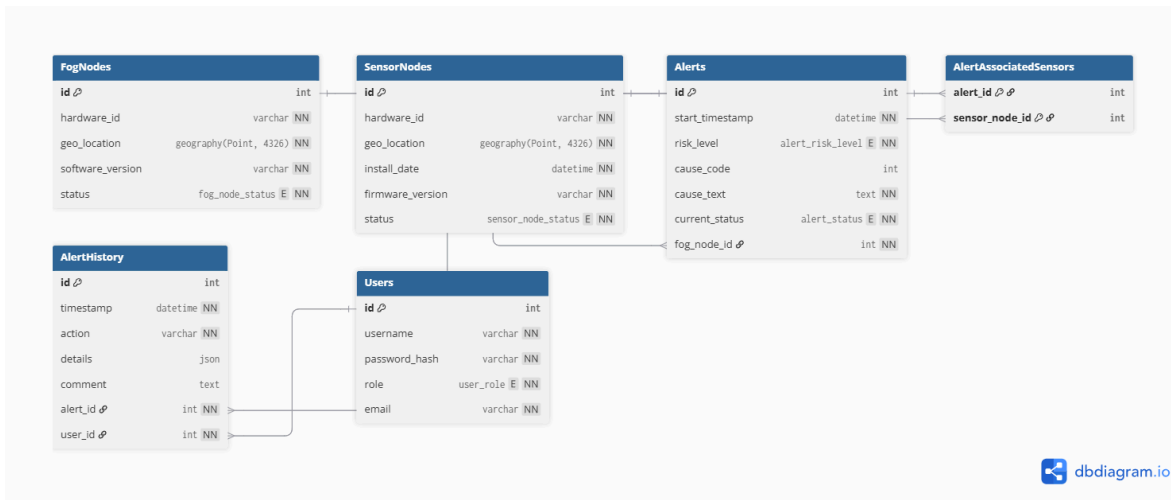 FogNodes
id int
hardware_id varchar NN
geo_location geography(Point, 4326) NN
software_version varchar NN
status fog_node_status E NN
SensorNodes
id int
hardware_id varchar NN
geo_location geography(Point, 4326) NN
install_date datetime NN
firmware_version varchar NN
status sensor_node_status E NN
Alerts
id int
start_timestamp datetime NN
risk_level alert_risk_level E NN
cause_code int
cause_text text NN
current_status alert_status E NN
fog_node_id int NN
AlertAssociatedSensors
alert_id int
sensor_node_id int
AlertHistory
id int
timestamp datetime NN
action varchar NN
details json
comment text
alert_id int NN
user_id int NN
Users
id int
username varchar NN
password_hash varchar NN
role user_role E NN
email varchar NN
dbdiagram.io